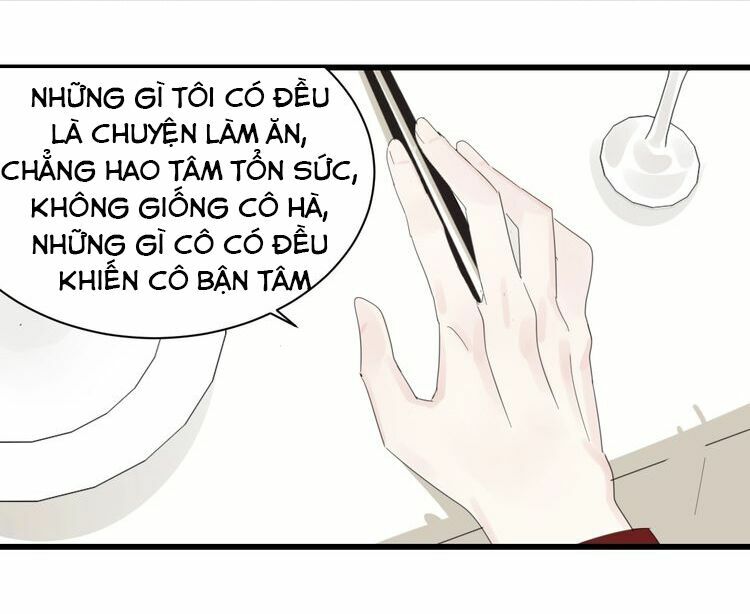 NHỮNG GÌ TÔI CÓ ĐỀU
LÀ CHUYỆN LÀM ĂN,
CHẲNG HAO TÂM TỔN SỨC,
KHÔNG GIỐNG CÔ HÀ,
NHỮNG GÌ CÔ CÓ ĐỀU
KHIẾN CÔ BẬN TÂM